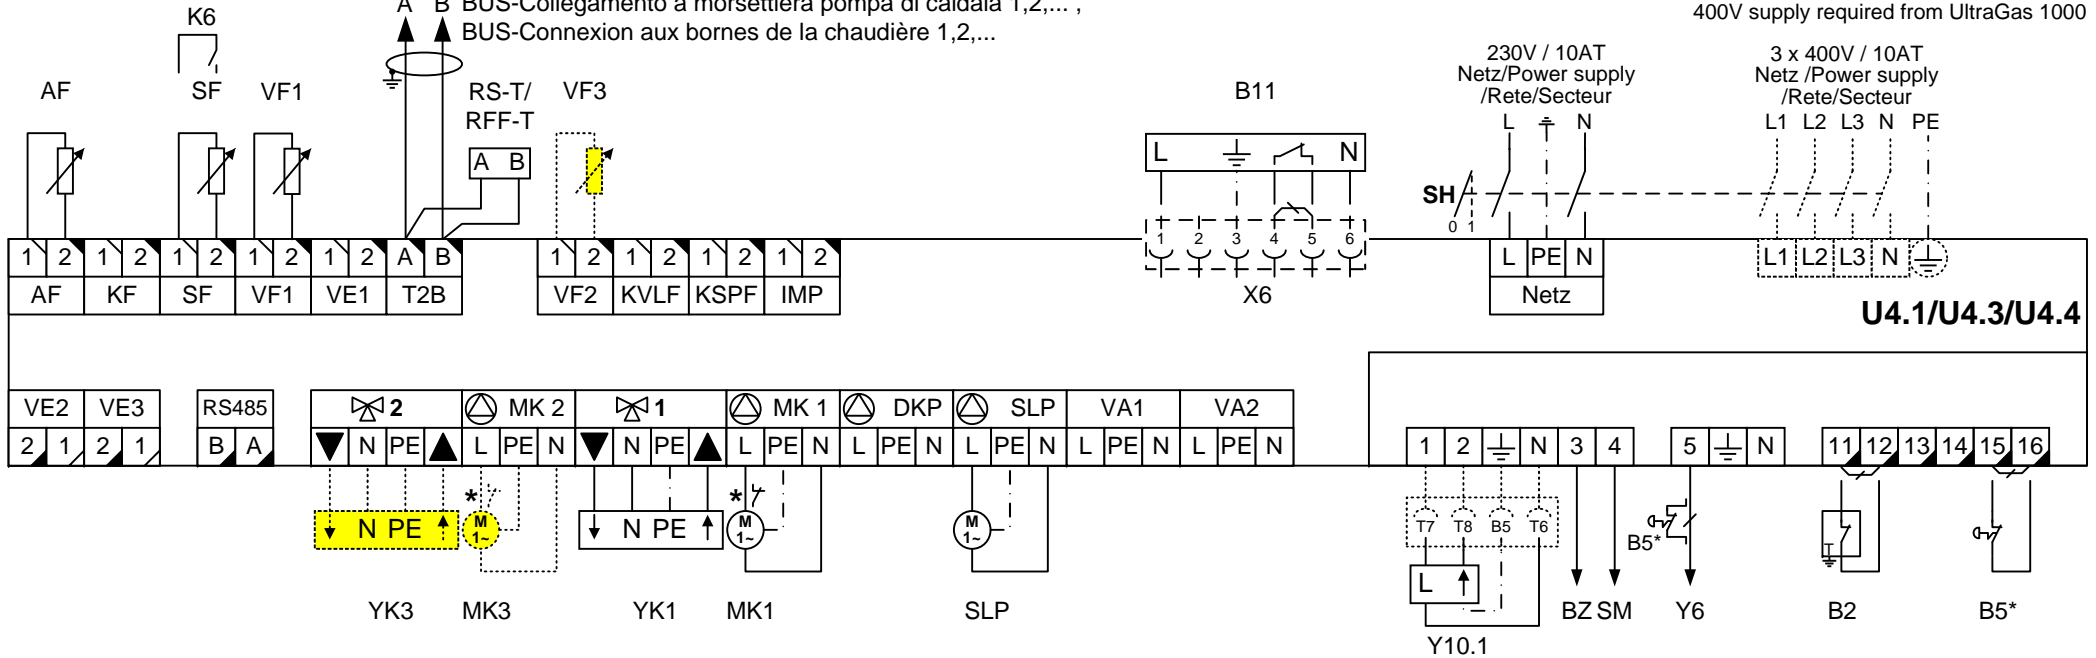 K6
A B BUS-Collegamento a morsettiera pompa di caldaia 1,2,... ,
BUS-Connexion aux bornes de la chaudière 1,2,...
400V supply required from UltraGas 1000
AF
SF
VF1
RS-T/
RFF-T
VF3
B11
230V / 10AT
Netz/Power supply
/Rete/Secteur
3 x 400V / 10AT
Netz /Power supply
/Rete/Secteur
L N
L1 L2 L3 N PE
A B
L N
SH
0 1
1 2 3 4 5 6
1 2 1 2 1 2 1 2 1 2 A B
1 2 1 2 1 2 1 2
L PE N
L1 L2 L3 N
AF KF SF VF1 VE1 T2B
VF2 KVLF KSPF IMP
X6
Netz
U4.1/U4.3/U4.4
VE2 VE3 RS485 2 MK 2 1 MK 1 DKP SLP VA1 VA2
2 1 2 1 B A N PE L PE N N PE L PE N L PE N L PE N L PE N L PE N
1 2 N 3 4 5 N 11 12 13 14 15 16
* *
N PE M 1~ N PE M 1~ M 1~
T7 T8 B5 T6
B5*
T
L
YK3 MK3 YK1 MK1 SLP
BZ SM Y6 B2 B5*
Y10.1